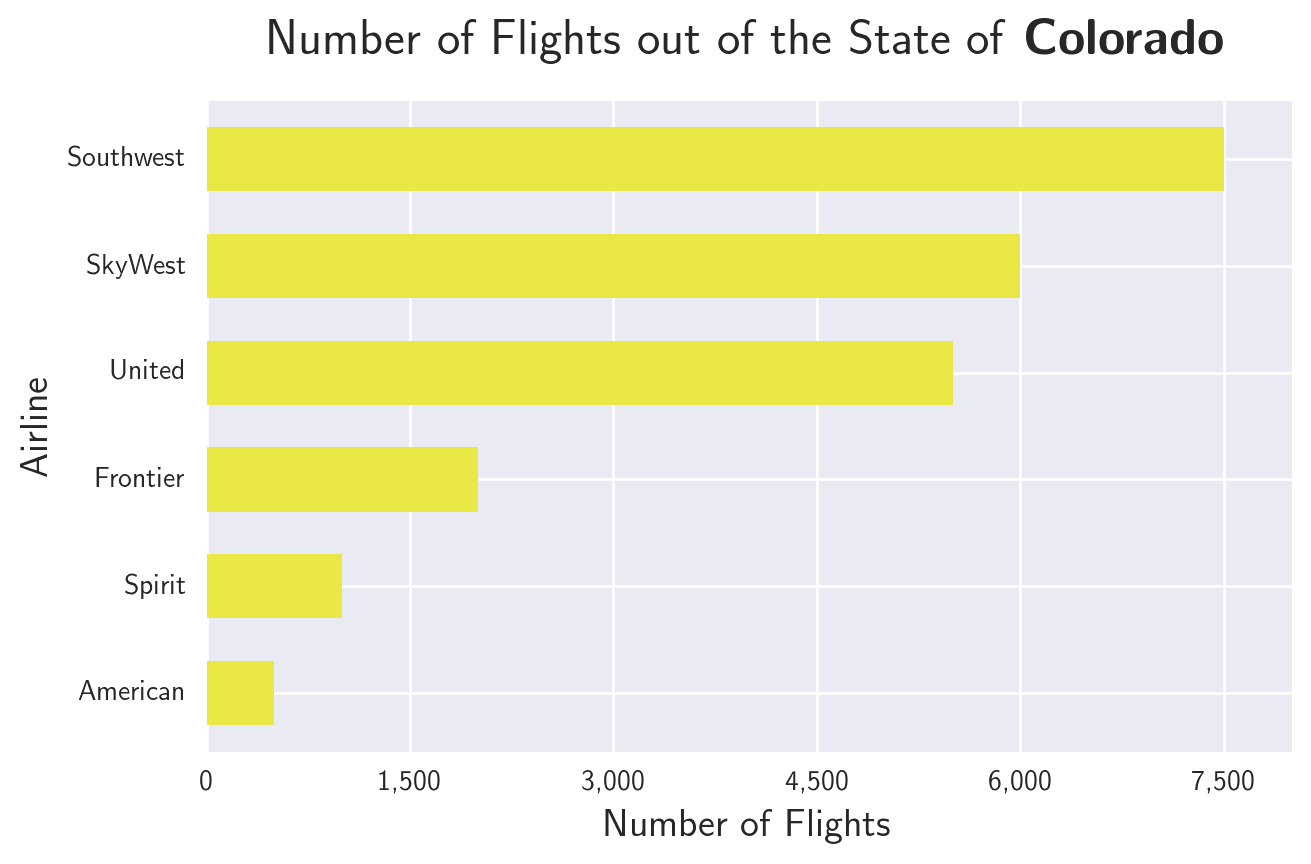 Number of Flights out of the State of Colorado
Southwest
SkyWest
United
Frontier
Spirit
American
Airline
0 1,500 3,000 4,500 6,000 7,500
Number of Flights